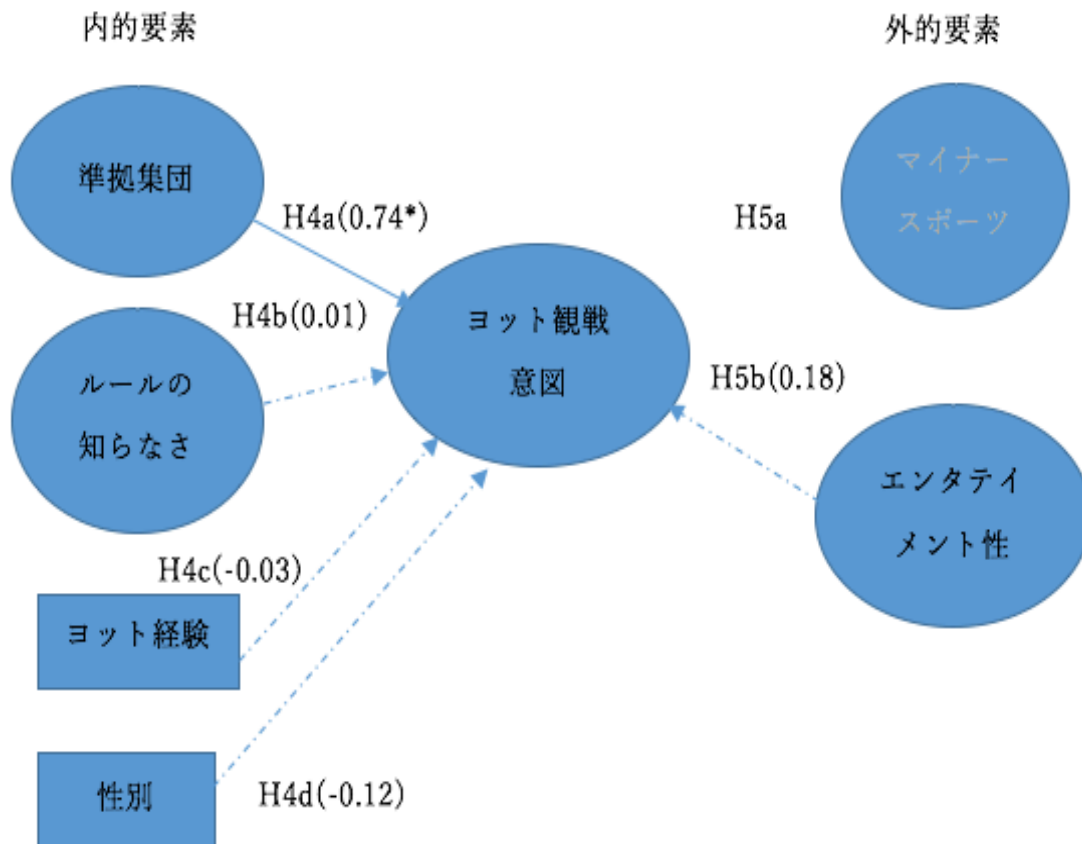 内的要素
外的要素
準拠集団
マイナー
スポーツ
H4a(0.74*)
H5a
H4b(0.01)
ヨット観戦
意図
ルールの
知らなさ
H5b(0.18)
エンタテイ
メント性
H4c(-0.03)
ヨット経験
性別
H4d(-0.12)